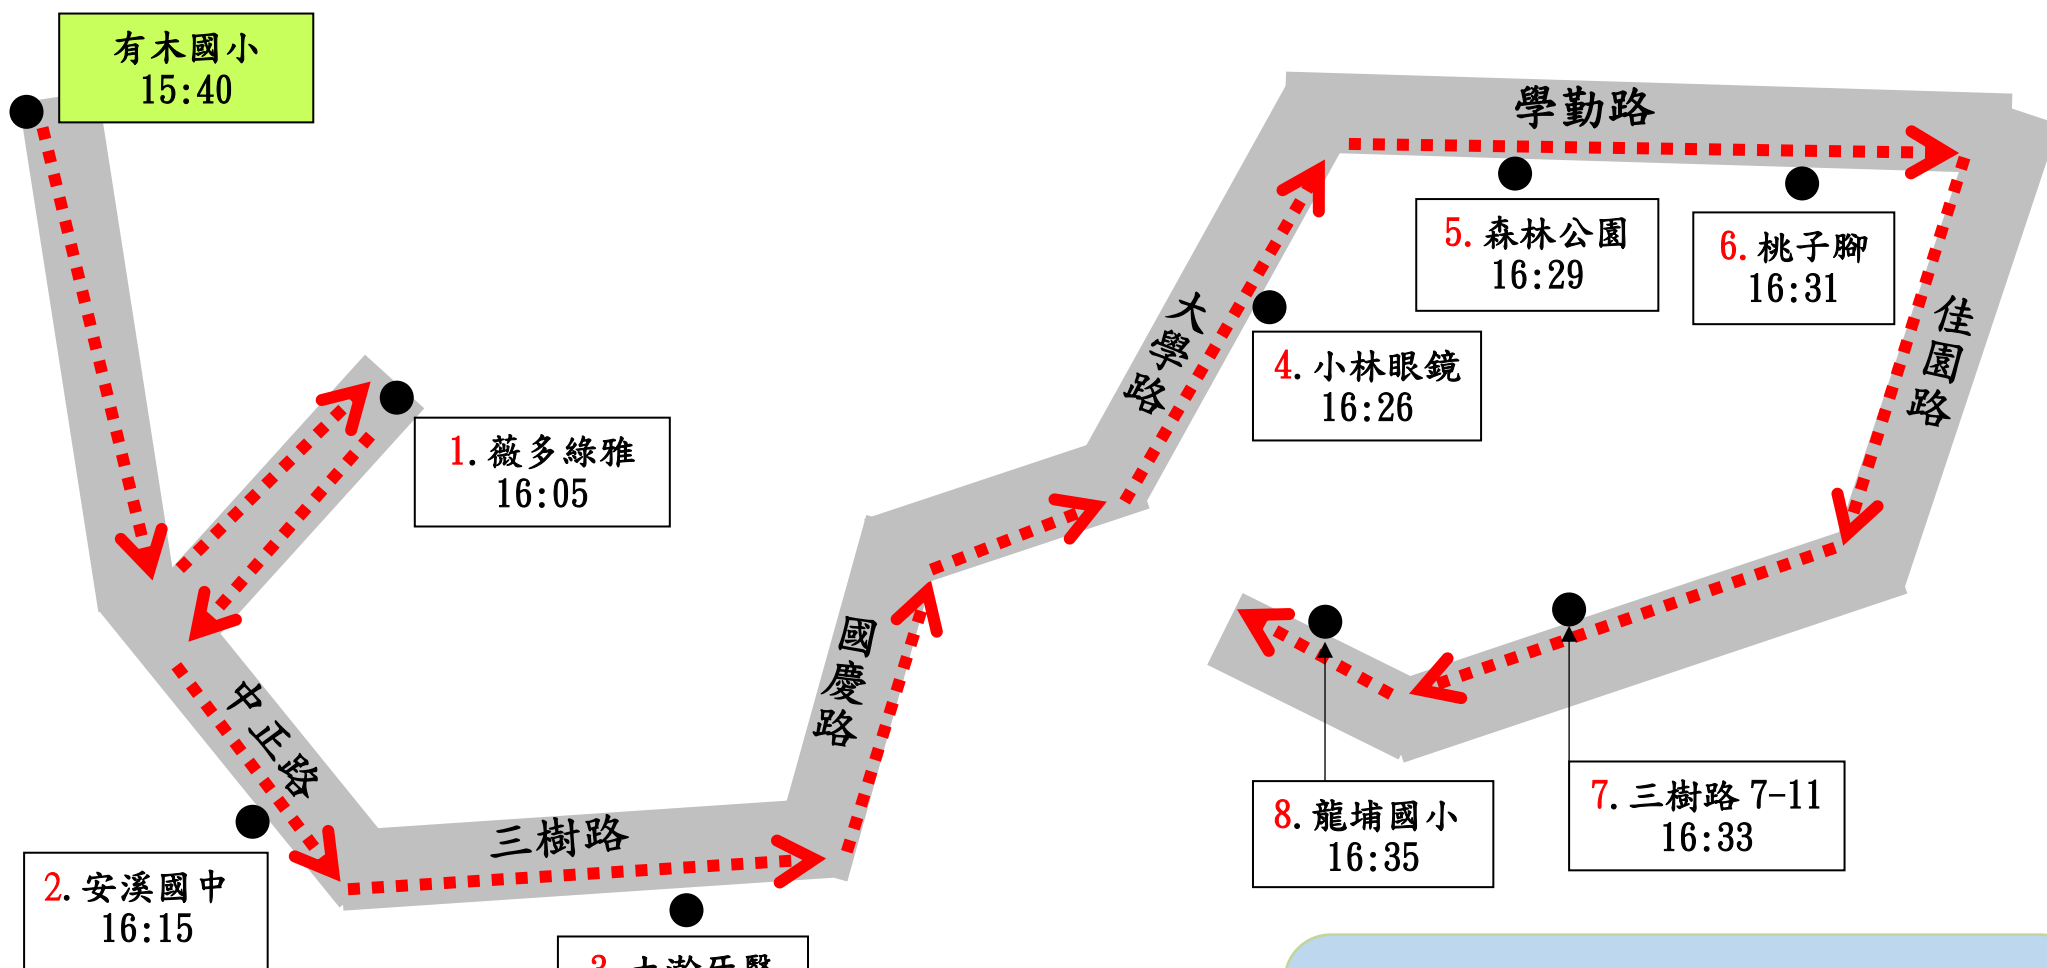 有木國小
15:40
學勤路
5. 森林公園
16:29
6. 桃子腳
16:31
大學路
佳園路
4. 小林眼鏡
16:26
1. 薇多綠雅
16:05
國慶路
中正路
三樹路
7. 三樹路 7-11
16:33
8. 龍埔國小
16:35
2. 安溪國中
16:15